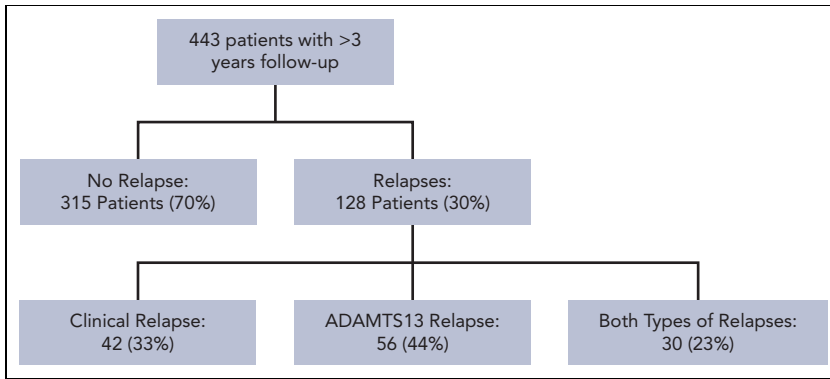 443 patients with >3
years follow-up
No Relapse:
315 Patients (70%)
Relapses:
128 Patients (30%)
Clinical Relapse:
42 (33%)
ADAMTS13 Relapse:
56 (44%)
Both Types of Relapses:
30 (23%)